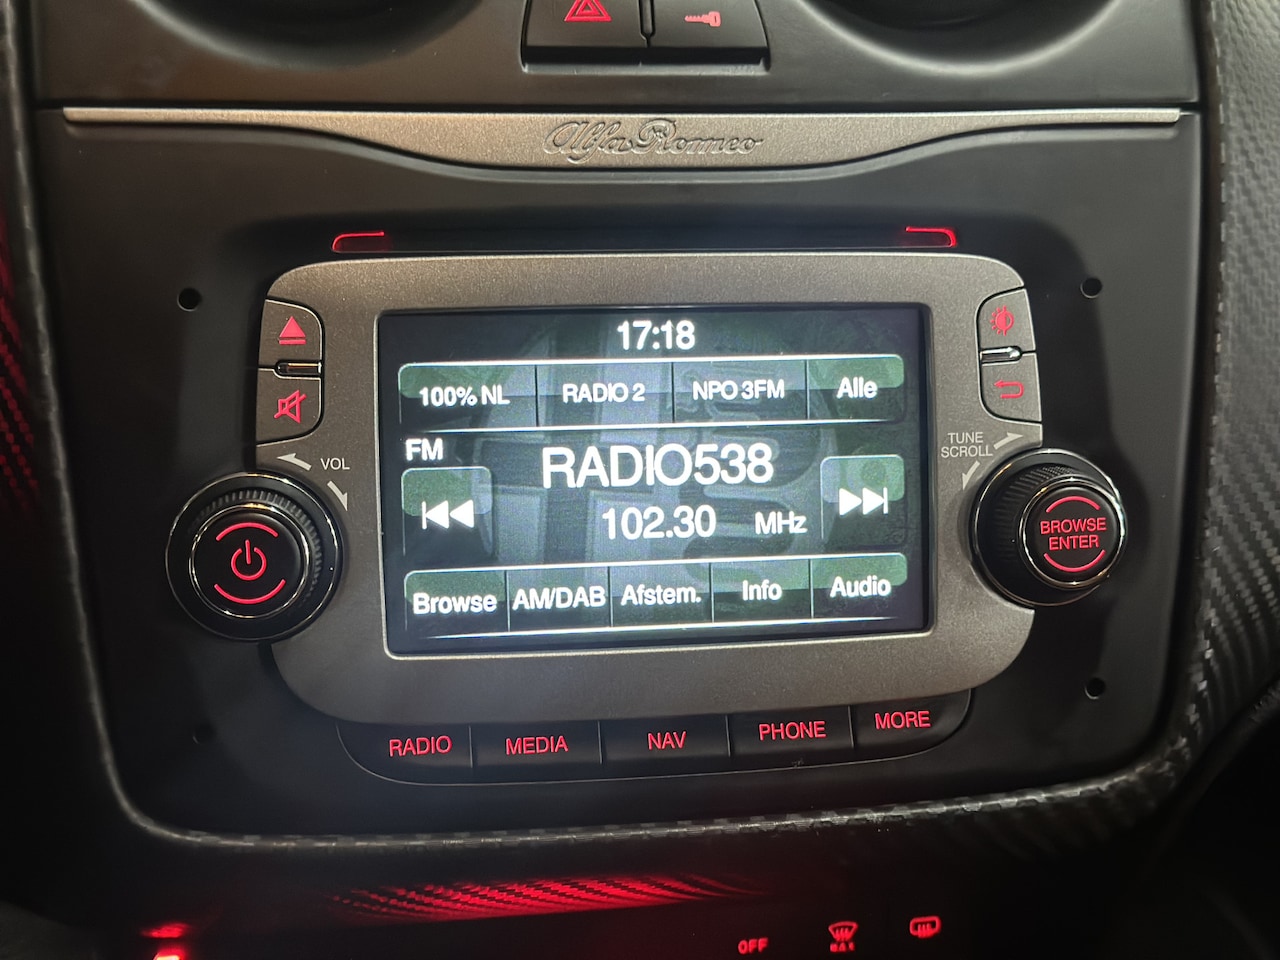 Alfa Romeo
17:18
100% NL RADIO 2 NPO 3FM Alle
FM
RADIO538
102.30 MHz
Browse AM/DAB Afstem. Info Audio
VOL
TUNE
SCROLL
BROWSE
ENTER
RADIO MEDIA NAV PHONE MORE
OFF
MAX